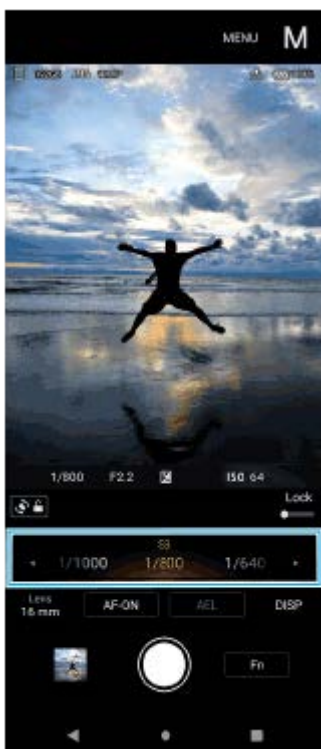 MENU M
1/800 F2.2 ISO 64
Lock
SS
1/1000 1/800 1/640
Lens
16 mm AF-ON AEL DISP
Fn